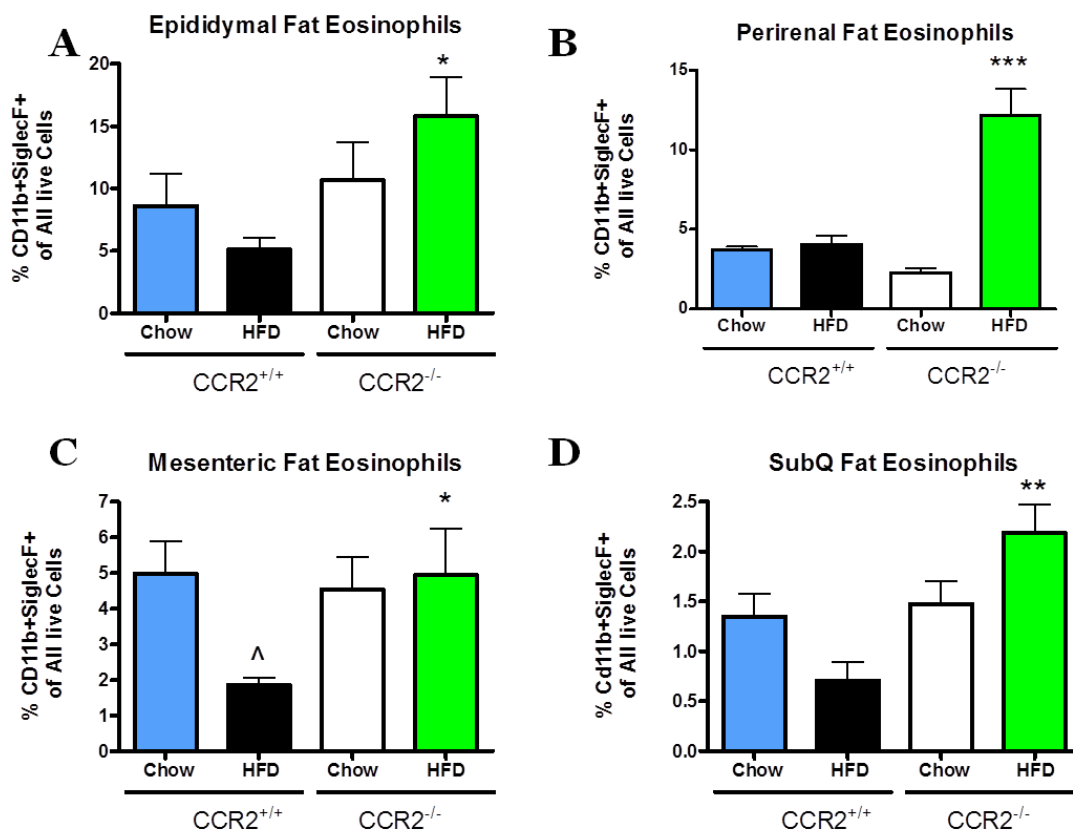 A
Epididymal Fat Eosinophils
% CD11b+SiglecF+
of All live Cells
20
15
10
5
0
*
Chow HFD Chow HFD
CCR2+/+ CCR2-/-
B
Perirenal Fat Eosinophils
% CD11b+SiglecF+
of All live Cells
15
10
5
0
***
Chow HFD Chow HFD
CCR2+/+ CCR2-/-
C
Mesenteric Fat Eosinophils
% CD11b+SiglecF+
of All live Cells
7
6
5
4
3
2
1
0
^
*
Chow HFD Chow HFD
CCR2+/+ CCR2-/-
D
SubQ Fat Eosinophils
% Cd11b+SiglecF+
of All live Cells
2.5
2.0
1.5
1.0
0.5
0.0
**
Chow HFD Chow HFD
CCR2+/+ CCR2-/-